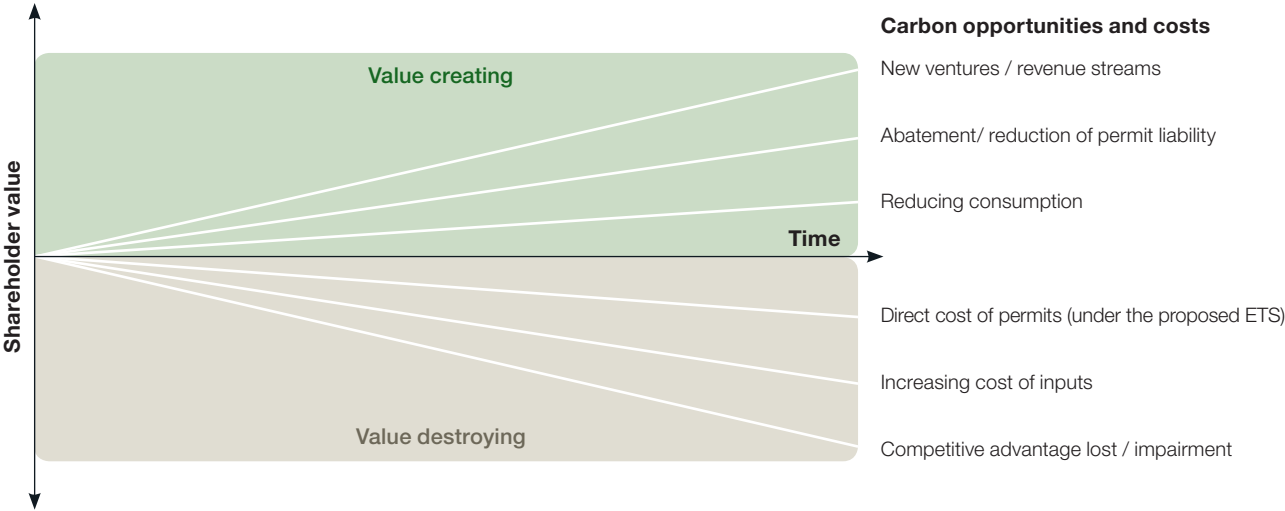 Carbon opportunities and costs
Value creating
New ventures / revenue streams
Abatement/ reduction of permit liability
Reducing consumption
Time
Shareholder value
Direct cost of permits (under the proposed ETS)
Increasing cost of inputs
Value destroying
Competitive advantage lost / impairment